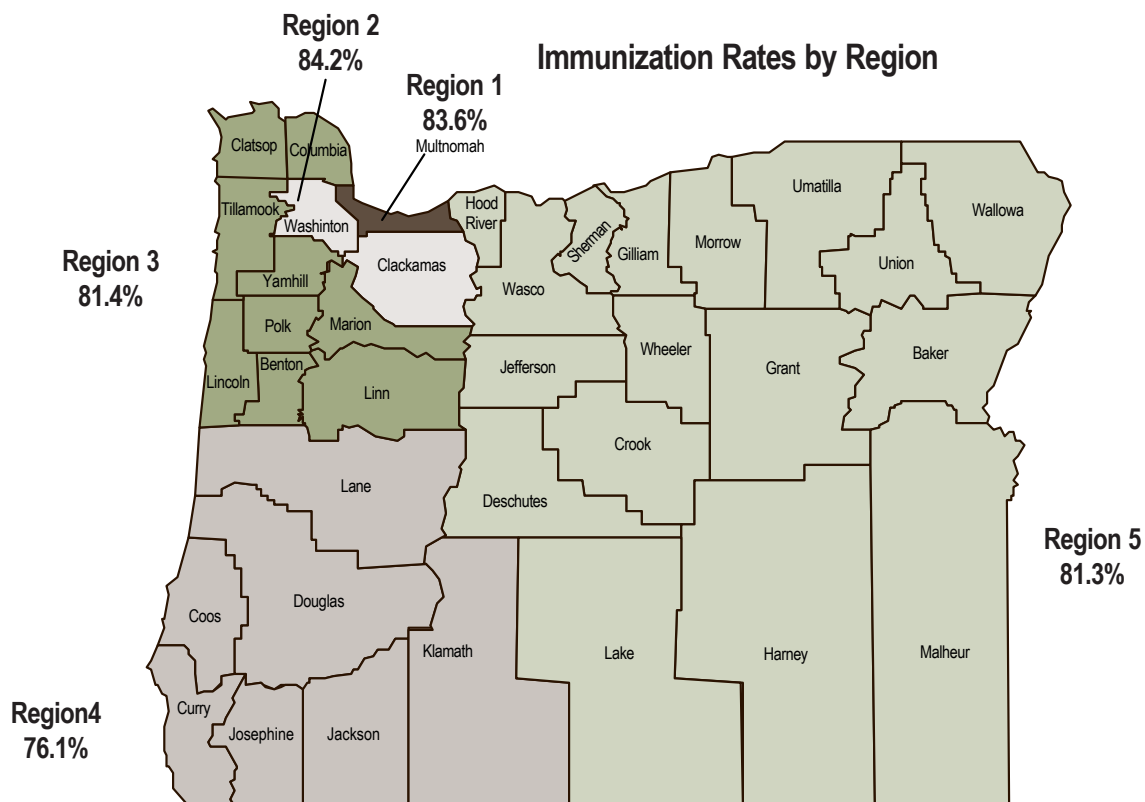 Immunization Rates by Region
Region 2
84.2%
Region 1
83.6%
Multnomah
Clatsop
Columbia
Tillamook
Washinton
Hood
River
Sherman
Gilliam
Morrow
Umatilla
Wallowa
Union
Region 3
81.4%
Yamhill
Clackamas
Wasco
Polk
Marion
Wheeler
Baker
Lincoln
Benton
Linn
Jefferson
Grant
Crook
Lane
Deschutes
Region 5
81.3%
Coos
Douglas
Klamath
Lake
Harney
Malheur
Region4
76.1%
Curry
Josephine
Jackson